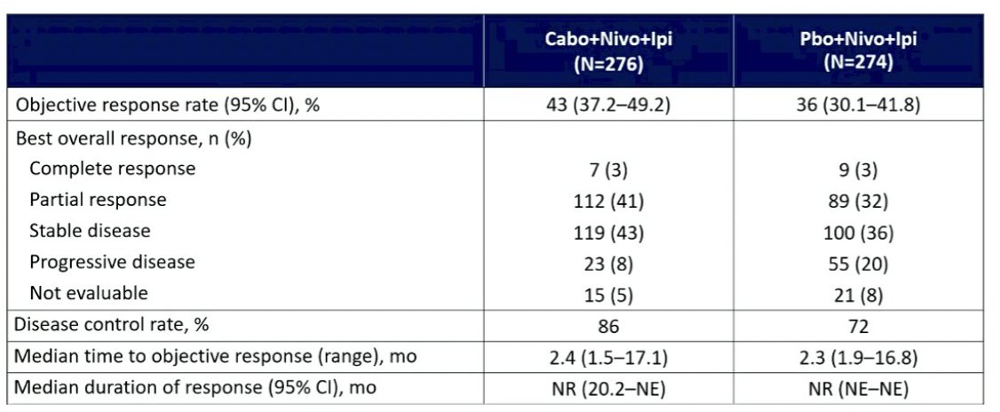 Cabo+Nivo+Ipi Pbo+Nivo+Ipi
(N=276) (N=274)
Objective response rate (95% CI), % 43 (37.2–49.2) 36 (30.1–41.8)
Best overall response, n (%)
Complete response 7 (3) 9 (3)
Partial response 112 (41) 89 (32)
Stable disease 119 (43) 100 (36)
Progressive disease 23 (8) 55 (20)
Not evaluable 15 (5) 21 (8)
Disease control rate, % 86 72
Median time to objective response (range), mo 2.4 (1.5–17.1) 2.3 (1.9–16.8)
Median duration of response (95% CI), mo NR (20.2–NE) NR (NE–NE)